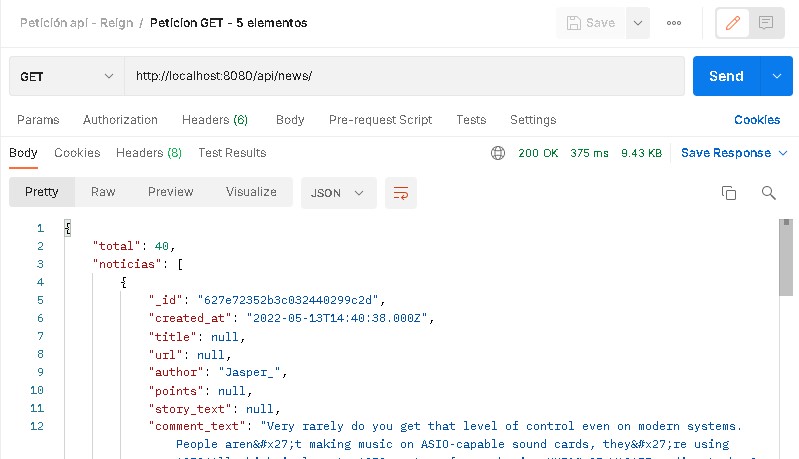 Petición api - Reign / Peticion GET - 5 elementos
Save
GET http://localhost:8080/api/news/ Send
Params Authorization Headers (6) Body Pre-request Script Tests Settings Cookies
Body Cookies Headers (8) Test Results 200 OK 375 ms 9.43 KB Save Response
Pretty Raw Preview Visualize JSON
1 {
2 "total": 40,
3 "noticias": [
4 {
5 "_id": "627e72352b3c032440299c2d",
6 "created_at": "2022-05-13T14:40:38.000Z",
7 "title": null,
8 "url": null,
9 "author": "Jasper_",
10 "points": null,
11 "story_text": null,
12 "comment_text": "Very rarely do you get that level of control even on modern systems.
People aren&#x27;t making music on ASIO-capable sound cards, they&#x27;re using